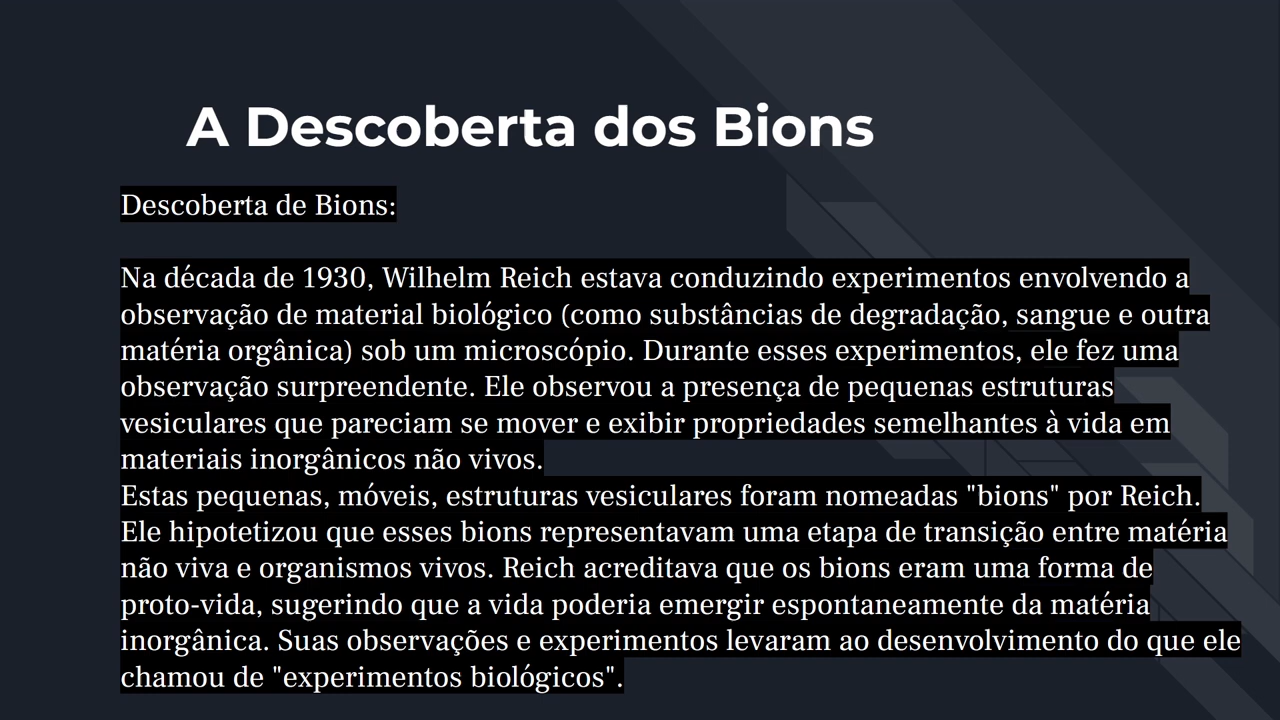 A Descoberta dos Bions
Descoberta de Bions:
Na década de 1930, Wilhelm Reich estava conduzindo experimentos envolvendo a
observação de material biológico (como substâncias de degradação, sangue e outra
matéria orgânica) sob um microscópio. Durante esses experimentos, ele fez uma
observação surpreendente. Ele observou a presença de pequenas estruturas
vesiculares que pareciam se mover e exibir propriedades semelhantes à vida em
materiais inorgânicos não vivos.
Estas pequenas, móveis, estruturas vesiculares foram nomeadas "bions" por Reich.
Ele hipotetizou que esses bions representavam uma etapa de transição entre matéria
não viva e organismos vivos. Reich acreditava que os bions eram uma forma de
proto-vida, sugerindo que a vida poderia emergir espontaneamente da matéria
inorgânica. Suas observações e experimentos levaram ao desenvolvimento do que ele
chamou de "experimentos biológicos".